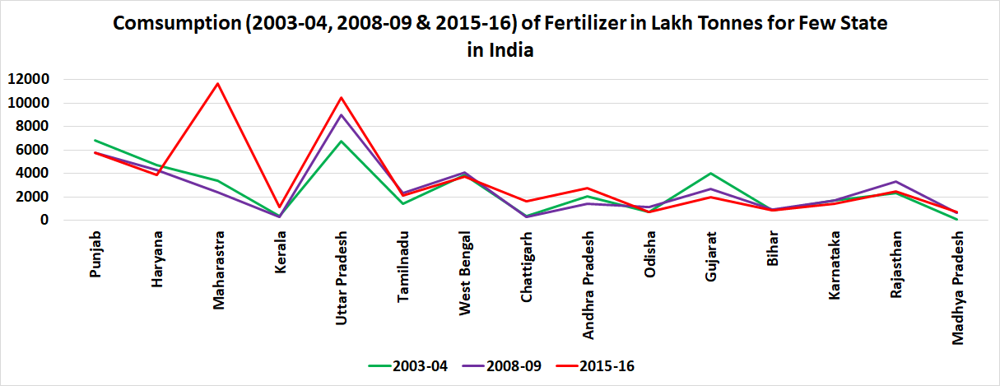 Comsumption (2003-04, 2008-09 & 2015-16) of Fertilizer in Lakh Tonnes for Few State
in India
12000
10000
8000
6000
4000
2000
0
Punjab
Haryana
Maharastra
Kerala
Uttar Pradesh
Tamilnadu
West Bengal
Chattigarh
Andhra Pradesh
Odisha
Gujarat
Bihar
Karnataka
Rajasthan
Madhya Pradesh
2003-04
2008-09
2015-16